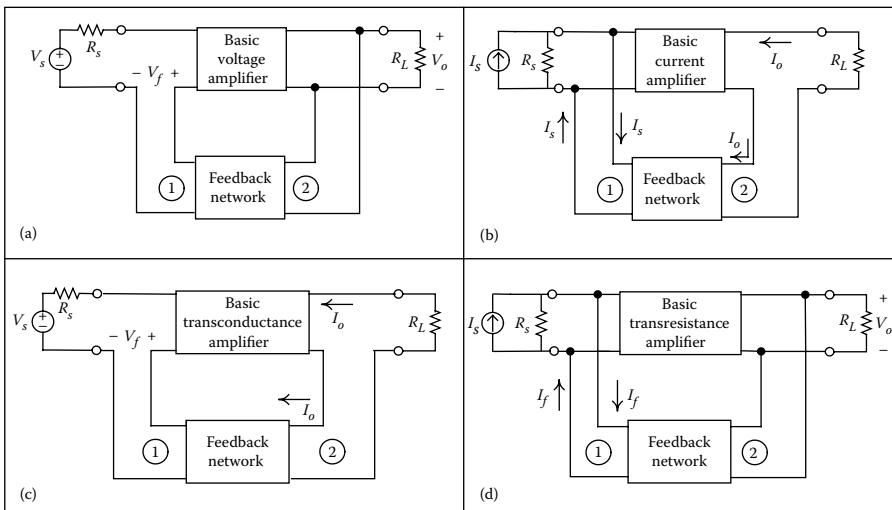 R_s
V_s
Basic
voltage
amplifier
− V_f +
+
R_L
V_o
−
Feedback
network
1
2
(a)
I_s
R_s
Basic
current
amplifier
I_o
R_L
I_s
I_s
I_o
Feedback
network
1
2
(b)
R_s
V_s
Basic
transconductance
amplifier
I_o
R_L
− V_f +
I_o
Feedback
network
1
2
(c)
I_s
R_s
Basic
transresistance
amplifier
+
R_L
V_o
−
I_f
I_f
Feedback
network
1
2
(d)